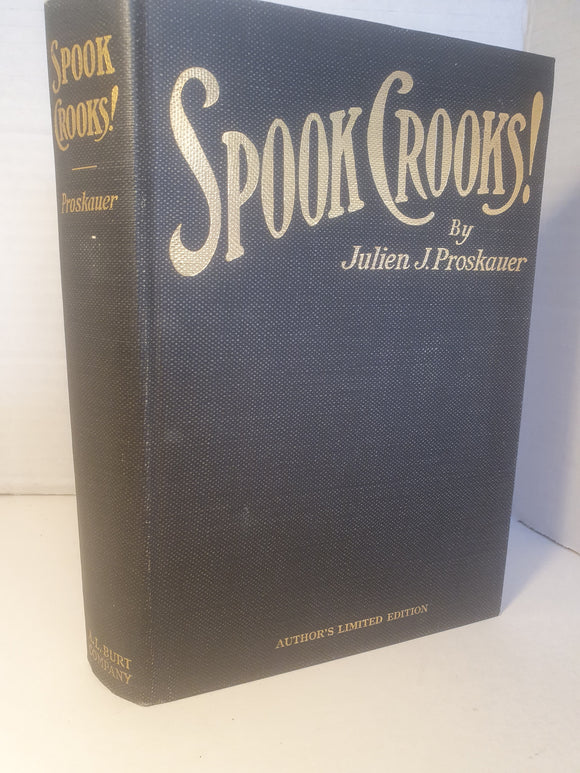 SPOOK
CROOKS!
Proskauer
A. L. BURT
COMPANY
SPOOK CROOKS!
By
Julien J. Proskauer
AUTHOR'S LIMITED EDITION